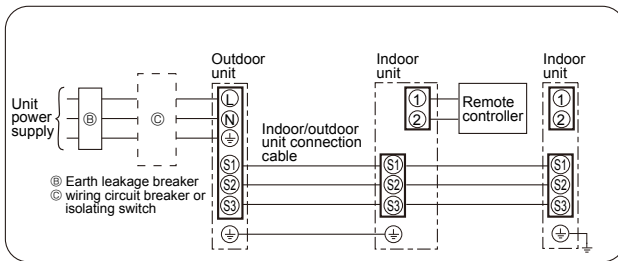 Outdoor
unit
Indoor
unit
Indoor
unit
Unit
power
supply
Ⓑ
Ⓒ
L
N
S1
S2
S3
Indoor/outdoor
unit connection
cable
1
2
Remote
controller
S1
S2
S3
1
2
S1
S2
S3
Ⓑ Earth leakage breaker
Ⓒ wiring circuit breaker or
isolating switch